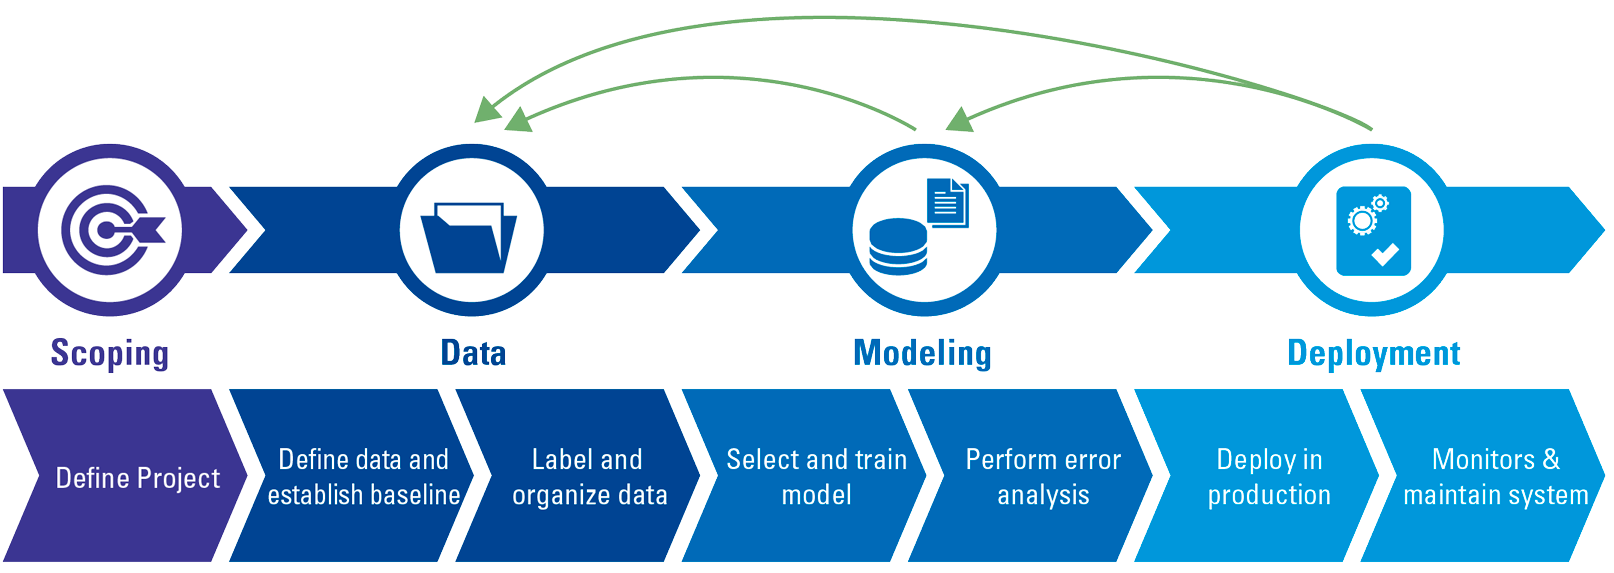 Scoping
Data
Modeling
Deployment
Define Project
Define data and
establish baseline
Label and
organize data
Select and train
model
Perform error
analysis
Deploy in
production
Monitors &
maintain system